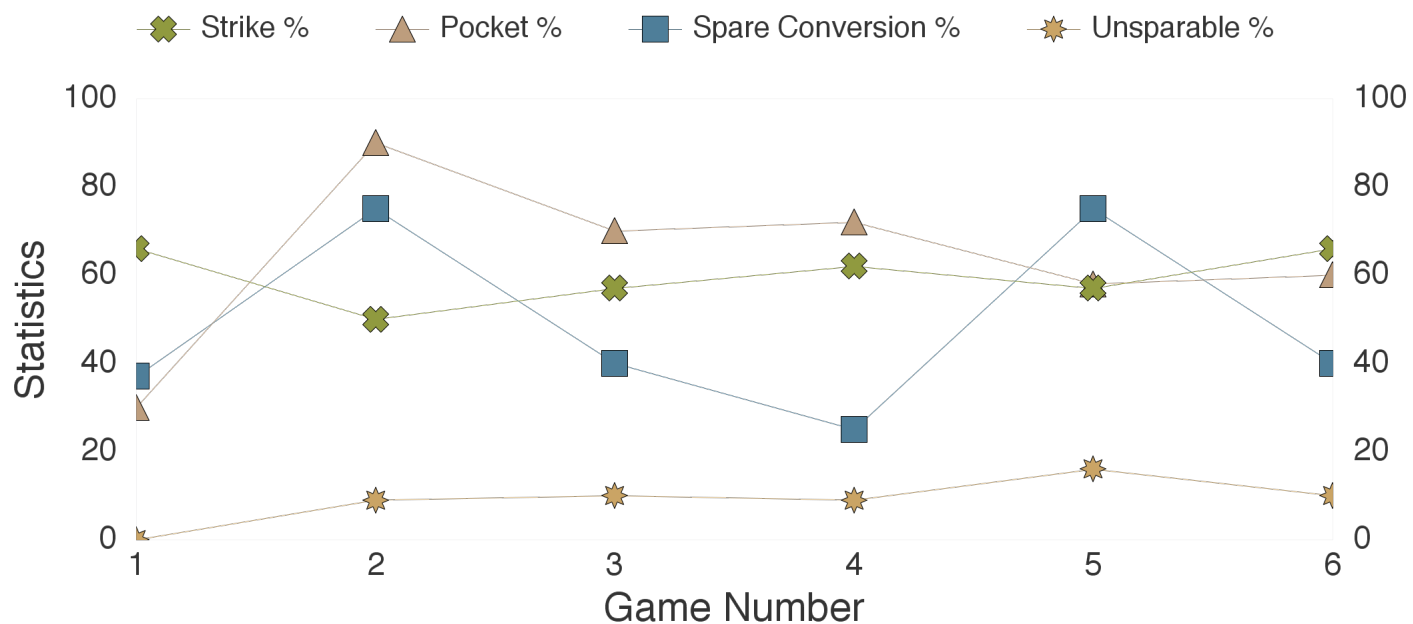 Strike % Pocket % Spare Conversion % Unsparable %
100 100
80 80
60 60
40 40
20 20
0 0
1 2 3 4 5 6
Statistics
Game Number